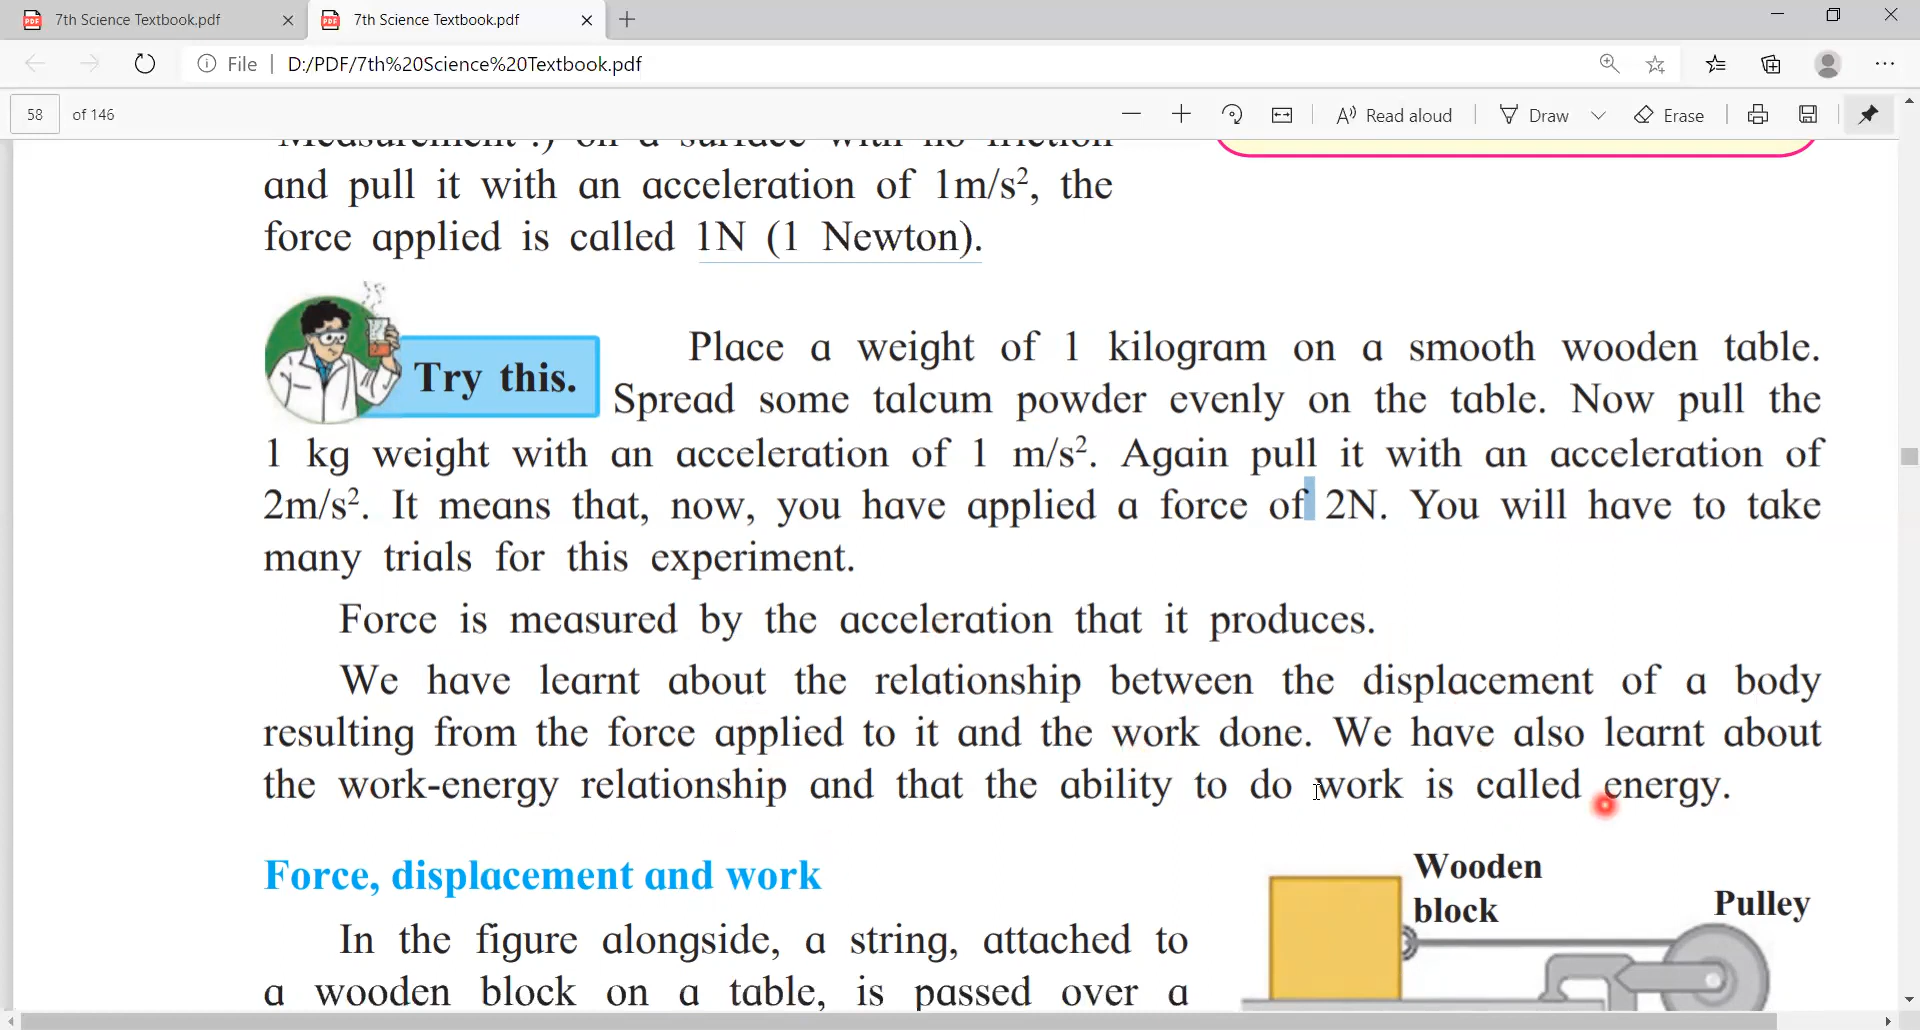 7th Science Textbook.pdf
7th Science Textbook.pdf
File | D:/PDF/7th%20Science%20Textbook.pdf
58 of 146
Read aloud
Draw
Erase
Measurement'.) on a surface with no friction
and pull it with an acceleration of 1m/s², the
force applied is called 1N (1 Newton).
Try this.
Place a weight of 1 kilogram on a smooth wooden table.
Spread some talcum powder evenly on the table. Now pull the
1 kg weight with an acceleration of 1 m/s². Again pull it with an acceleration of
2m/s². It means that, now, you have applied a force of 2N. You will have to take
many trials for this experiment.
Force is measured by the acceleration that it produces.
We have learnt about the relationship between the displacement of a body
resulting from the force applied to it and the work done. We have also learnt about
the work-energy relationship and that the ability to do work is called energy.
Force, displacement and work
In the figure alongside, a string, attached to
a wooden block on a table, is passed over a
Wooden
block
Pulley